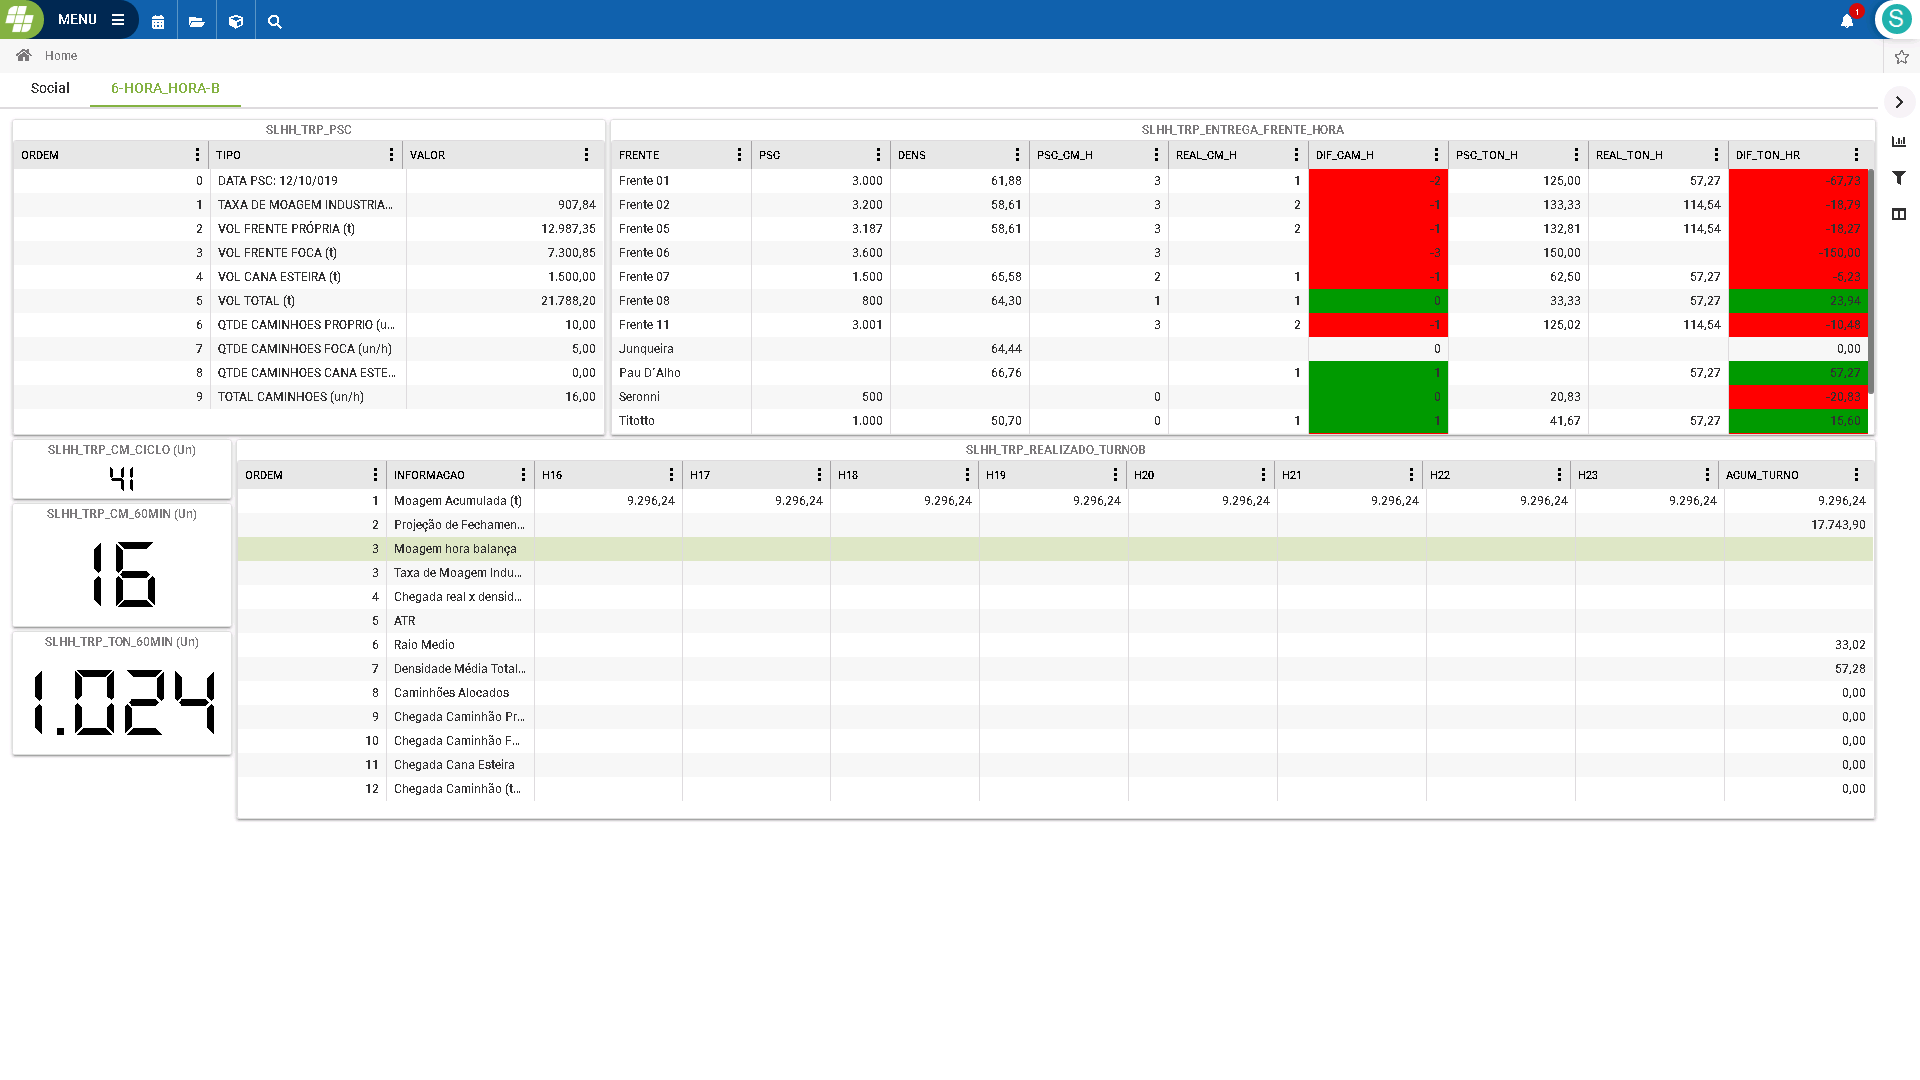 MENU
1
S
Home
Social
6-HORA_HORA-B
SLHH_TRP_PSC
ORDEM TIPO VALOR
0 DATA PSC: 12/10/019
1 TAXA DE MOAGEM INDUSTRIA... 907,84
2 VOL FRENTE PRÓPRIA (t) 12.987,35
3 VOL FRENTE FOCA (t) 7.300,85
4 VOL CANA ESTEIRA (t) 1.500,00
5 VOL TOTAL (t) 21.788,20
6 QTDE CAMINHOES PROPRIO (u... 10,00
7 QTDE CAMINHOES FOCA (un/h) 5,00
8 QTDE CAMINHOES CANA ESTE... 0,00
9 TOTAL CAMINHOES (un/h) 16,00
SLHH_TRP_ENTREGA_FRENTE_HORA
FRENTE PSC DENS PSC_CM_H REAL_CM_H DIF_CAM_H PSC_TON_H REAL_TON_H DIF_TON_HR
Frente 01 3.000 61,88 3 1 -2 125,00 57,27 -67,73
Frente 02 3.200 58,61 3 2 -1 133,33 114,54 -18,79
Frente 05 3.187 58,61 3 2 -1 132,81 114,54 -18,27
Frente 06 3.600 3 -3 150,00 -150,00
Frente 07 1.500 65,58 2 1 -1 62,50 57,27 -5,23
Frente 08 800 64,30 1 1 0 33,33 57,27 23,94
Frente 11 3.001 3 2 -1 125,02 114,54 -10,48
Junqueira 64,44 0 0,00
Pau D´Alho 66,76 1 1 57,27 57,27
Seronni 500 0 0 20,83 -20,83
Titotto 1.000 50,70 0 1 1 41,67 57,27 15,60
SLHH_TRP_CM_CICLO (Un)
41
SLHH_TRP_CM_60MIN (Un)
16
SLHH_TRP_TON_60MIN (Un)
1.024
SLHH_TRP_REALIZADO_TURNOB
ORDEM INFORMACAO H16 H17 H18 H19 H20 H21 H22 H23 ACUM_TURNO
1 Moagem Acumulada (t) 9.296,24 9.296,24 9.296,24 9.296,24 9.296,24 9.296,24 9.296,24 9.296,24 9.296,24
2 Projeção de Fechamen... 17.743,90
3 Moagem hora balança
3 Taxa de Moagem Indu...
4 Chegada real x densid...
5 ATR
6 Raio Medio 33,02
7 Densidade Média Total... 57,28
8 Caminhões Alocados 0,00
9 Chegada Caminhão Pr... 0,00
10 Chegada Caminhão F... 0,00
11 Chegada Cana Esteira 0,00
12 Chegada Caminhão (t... 0,00